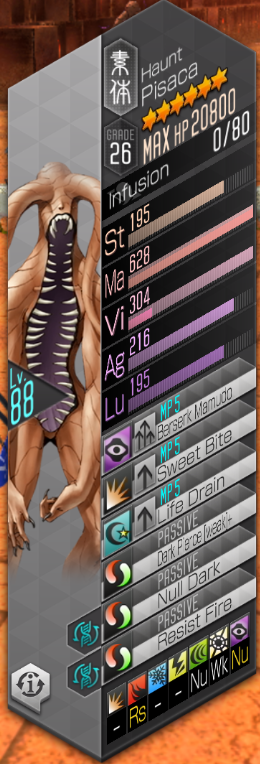 素体
Haunt
Pisaca
GRADE
26
MAX HP 20800
0/80
Infusion
St 195
Ma 628
Vi 304
Ag 216
Lu 195
Lv.
88
MP 5
Berserk Mamudo
MP 5
Sweet Bite
MP 5
Life Drain
PASSIVE
Dark Pierce (Weak)+
PASSIVE
Null Dark
PASSIVE
Resist Fire
- Rs - - Nu Wk Nu